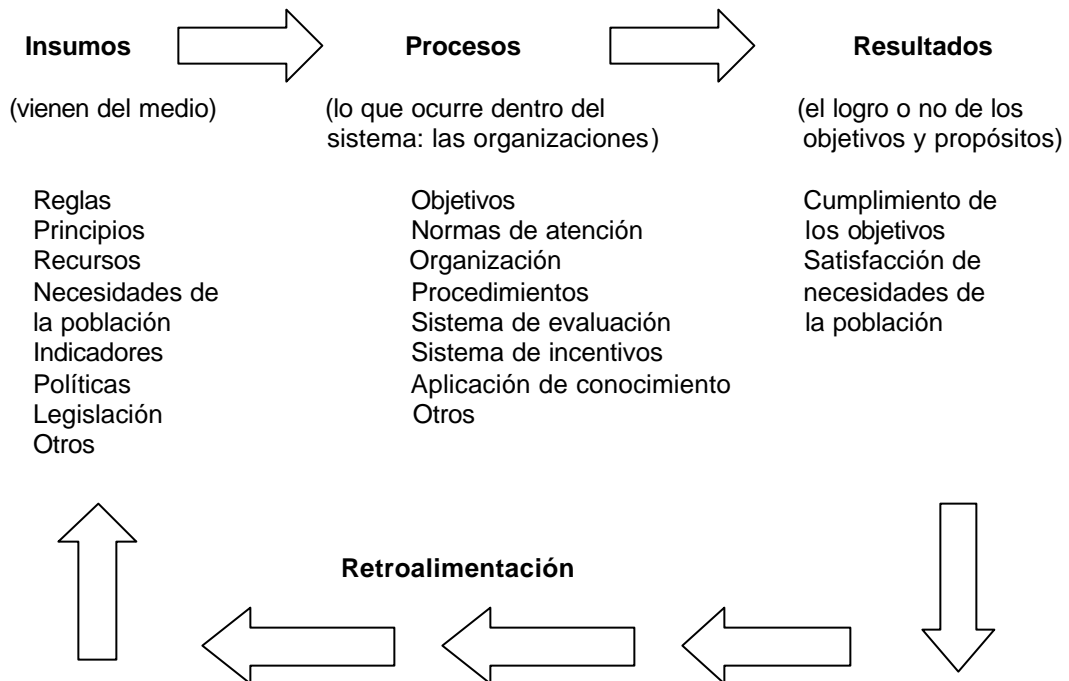 Insumos
Procesos
Resultados
(vienen del medio)
(lo que ocurre dentro del
sistema: las organizaciones)
(el logro o no de los
objetivos y propósitos)
Reglas
Principios
Recursos
Necesidades de
la población
Indicadores
Políticas
Legislación
Otros
Objetivos
Normas de atención
Organización
Procedimientos
Sistema de evaluación
Sistema de incentivos
Aplicación de conocimiento
Otros
Cumplimiento de
los objetivos
Satisfacción de
necesidades de
la población
Retroalimentación